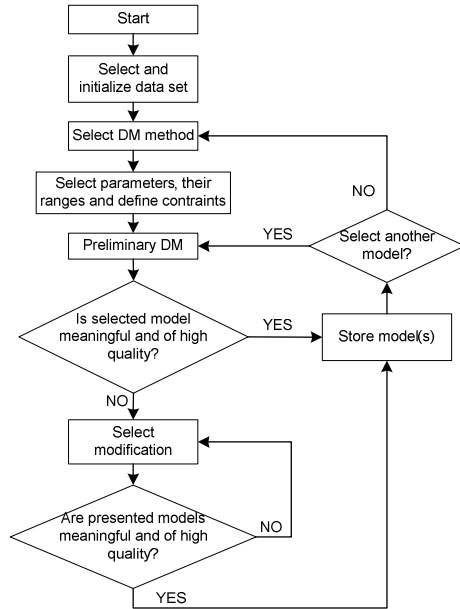 Start
Select and
initialize data set
Select DM method
Select parameters, their
ranges and define contraints
NO
Preliminary DM
YES
Select another
model?
Is selected model
meaningful and of high
quality?
YES
Store model(s)
NO
Select
modification
Are presented models
meaningful and of high
quality?
NO
YES